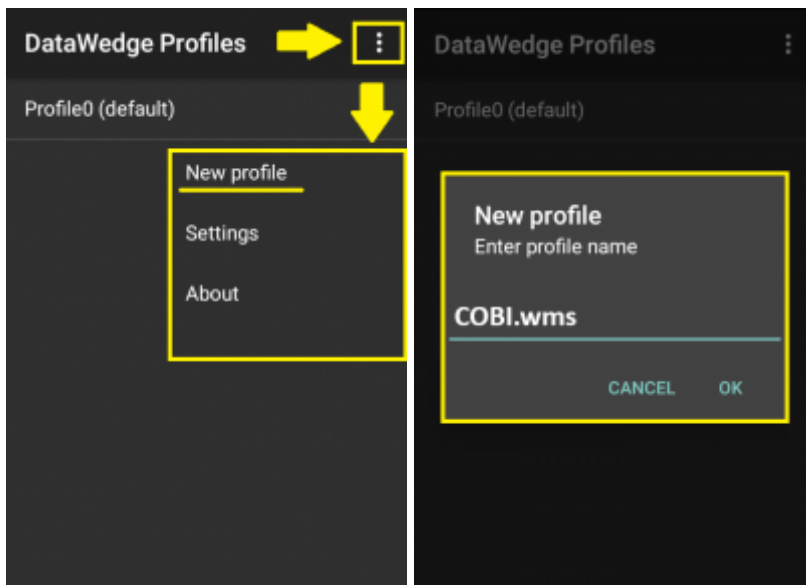 DataWedge Profiles
Profile0 (default)
New profile
Settings
About
DataWedge Profiles
Profile0 (default)
New profile
Enter profile name
COBI.wms
CANCEL OK